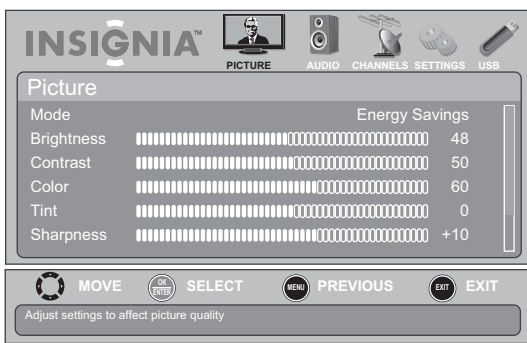 INSIGNIA™
PICTURE AUDIO CHANNELS SETTINGS USB
Picture
Mode Energy Savings
Brightness 48
Contrast 50
Color 60
Tint 0
Sharpness +10
MOVE OK ENTER SELECT MENU PREVIOUS EXIT EXIT
Adjust settings to affect picture quality